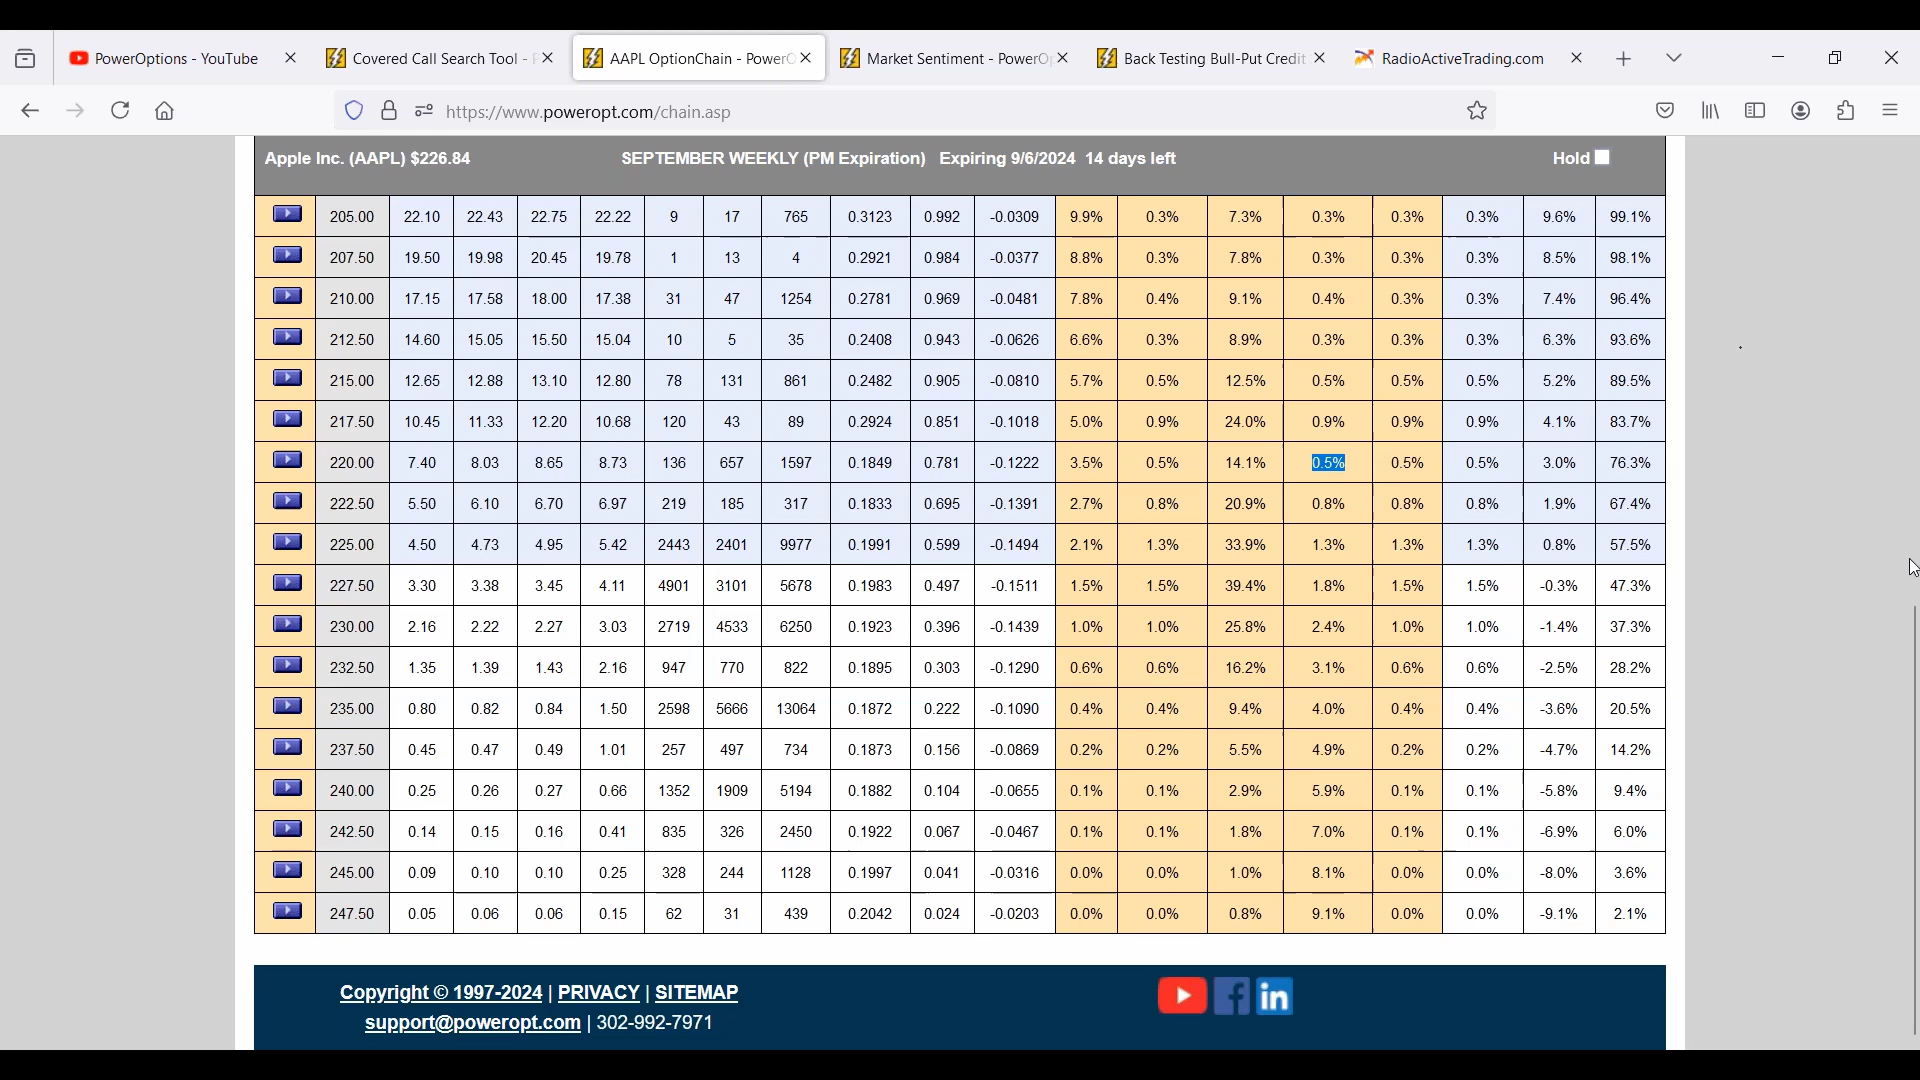 PowerOptions - YouTube
Covered Call Search Tool -
AAPL OptionChain - PowerO
Market Sentiment - PowerO
Back Testing Bull-Put Credit
RadioActiveTrading.com
https://www.poweropt.com/chain.asp
Apple Inc. (AAPL) $226.84 SEPTEMBER WEEKLY (PM Expiration) Expiring 9/6/2024 14 days left Hold
205.00 22.10 22.43 22.75 22.22 9 17 765 0.3123 0.992 -0.0309 9.9% 0.3% 7.3% 0.3% 0.3% 0.3% 9.6% 99.1%
207.50 19.50 19.98 20.45 19.78 1 13 4 0.2921 0.984 -0.0377 8.8% 0.3% 7.8% 0.3% 0.3% 0.3% 8.5% 98.1%
210.00 17.15 17.58 18.00 17.38 31 47 1254 0.2781 0.969 -0.0481 7.8% 0.4% 9.1% 0.4% 0.3% 0.3% 7.4% 96.4%
212.50 14.60 15.05 15.50 15.04 10 5 35 0.2408 0.943 -0.0626 6.6% 0.3% 8.9% 0.3% 0.3% 0.3% 6.3% 93.6%
215.00 12.65 12.88 13.10 12.80 78 131 861 0.2482 0.905 -0.0810 5.7% 0.5% 12.5% 0.5% 0.5% 0.5% 5.2% 89.5%
217.50 10.45 11.33 12.20 10.68 120 43 89 0.2924 0.851 -0.1018 5.0% 0.9% 24.0% 0.9% 0.9% 0.9% 4.1% 83.7%
220.00 7.40 8.03 8.65 8.73 136 657 1597 0.1849 0.781 -0.1222 3.5% 0.5% 14.1% 0.5% 0.5% 0.5% 3.0% 76.3%
222.50 5.50 6.10 6.70 6.97 219 185 317 0.1833 0.695 -0.1391 2.7% 0.8% 20.9% 0.8% 0.8% 0.8% 1.9% 67.4%
225.00 4.50 4.73 4.95 5.42 2443 2401 9977 0.1991 0.599 -0.1494 2.1% 1.3% 33.9% 1.3% 1.3% 1.3% 0.8% 57.5%
227.50 3.30 3.38 3.45 4.11 4901 3101 5678 0.1983 0.497 -0.1511 1.5% 1.5% 39.4% 1.8% 1.5% 1.5% -0.3% 47.3%
230.00 2.16 2.22 2.27 3.03 2719 4533 6250 0.1923 0.396 -0.1439 1.0% 1.0% 25.8% 2.4% 1.0% 1.0% -1.4% 37.3%
232.50 1.35 1.39 1.43 2.16 947 770 822 0.1895 0.303 -0.1290 0.6% 0.6% 16.2% 3.1% 0.6% 0.6% -2.5% 28.2%
235.00 0.80 0.82 0.84 1.50 2598 5666 13064 0.1872 0.222 -0.1090 0.4% 0.4% 9.4% 4.0% 0.4% 0.4% -3.6% 20.5%
237.50 0.45 0.47 0.49 1.01 257 497 734 0.1873 0.156 -0.0869 0.2% 0.2% 5.5% 4.9% 0.2% 0.2% -4.7% 14.2%
240.00 0.25 0.26 0.27 0.66 1352 1909 5194 0.1882 0.104 -0.0655 0.1% 0.1% 2.9% 5.9% 0.1% 0.1% -5.8% 9.4%
242.50 0.14 0.15 0.16 0.41 835 326 2450 0.1922 0.067 -0.0467 0.1% 0.1% 1.8% 7.0% 0.1% 0.1% -6.9% 6.0%
245.00 0.09 0.10 0.10 0.25 328 244 1128 0.1997 0.041 -0.0316 0.0% 0.0% 1.0% 8.1% 0.0% 0.0% -8.0% 3.6%
247.50 0.05 0.06 0.06 0.15 62 31 439 0.2042 0.024 -0.0203 0.0% 0.0% 0.8% 9.1% 0.0% 0.0% -9.1% 2.1%
Copyright © 1997-2024 | PRIVACY | SITEMAP
support@poweropt.com | 302-992-7971